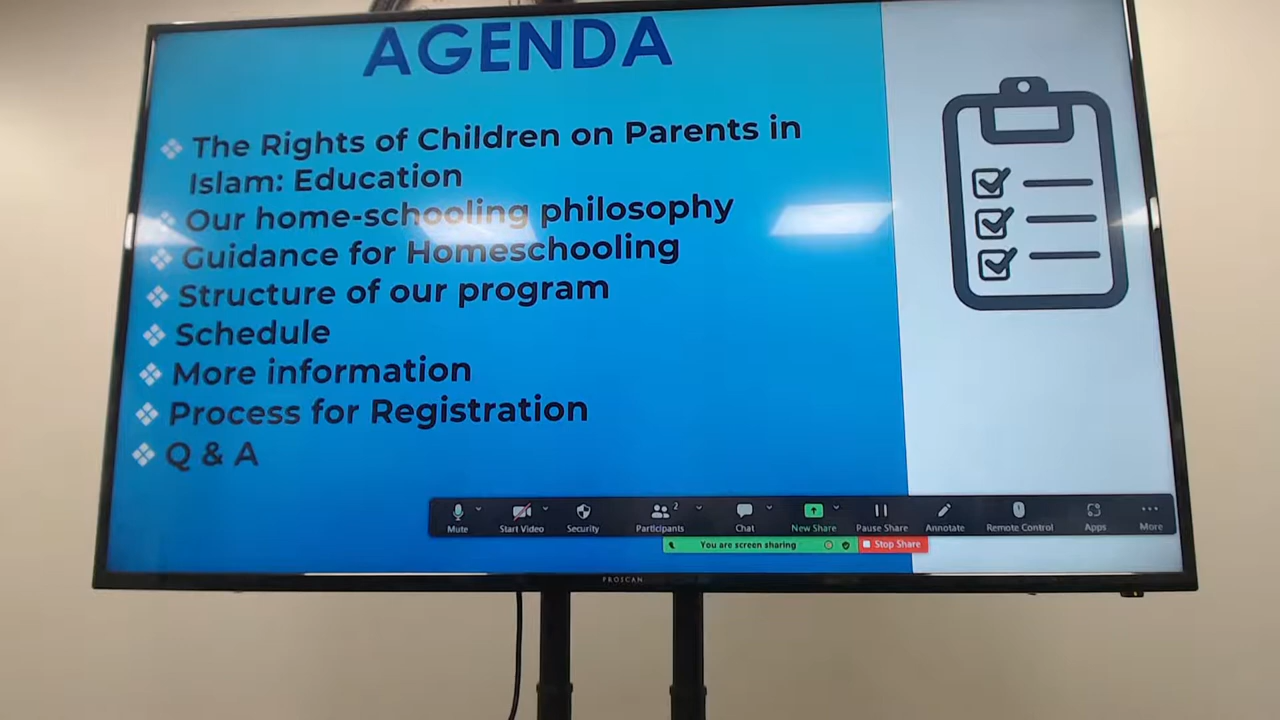 AGENDA
❖ The Rights of Children on Parents in
Islam: Education
❖ Our home-schooling philosophy
❖ Guidance for Homeschooling
❖ Structure of our program
❖ Schedule
❖ More information
❖ Process for Registration
❖ Q & A
Mute Start Video Security Participants 2 Chat New Share Pause Share Annotate Remote Control Apps More
You are screen sharing Stop Share
PROSCAN